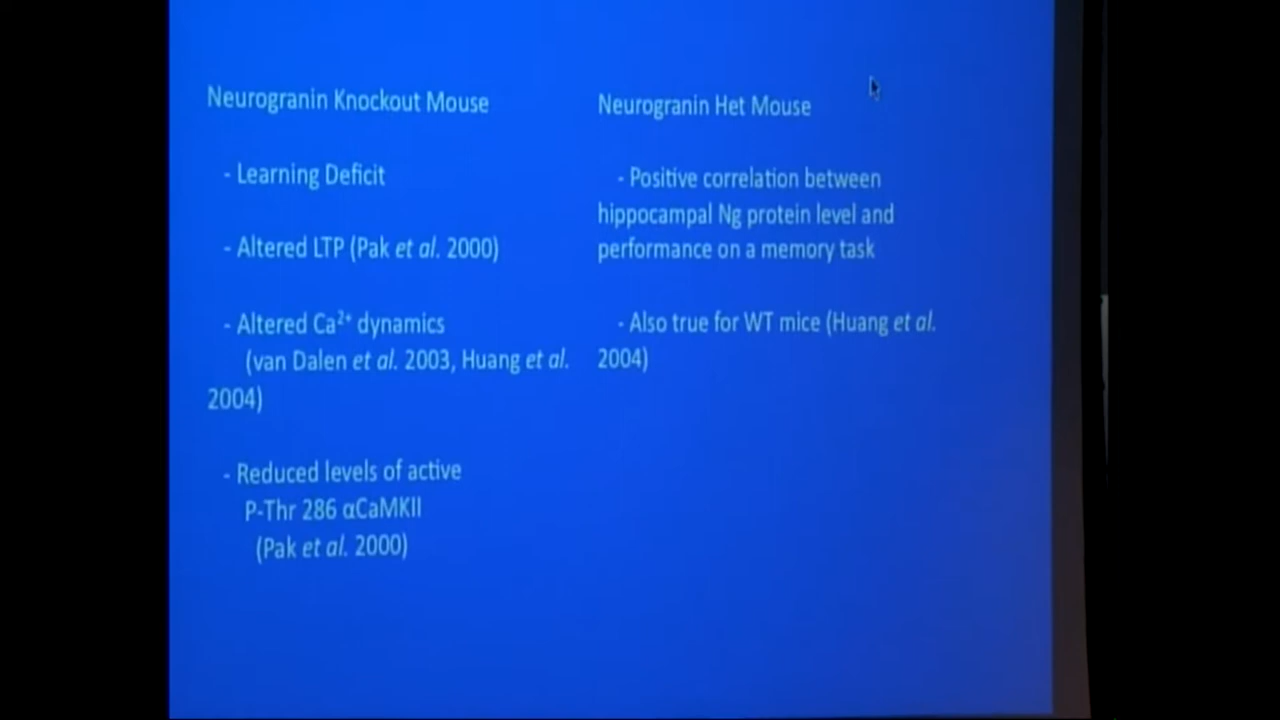 Neurogranin Knockout Mouse
- Learning Deficit
- Altered LTP (Pak et al. 2000)
- Altered Ca²⁺ dynamics
(van Dalen et al. 2003, Huang et al.
2004)
- Reduced levels of active
P-Thr 286 αCaMKII
(Pak et al. 2000)
Neurogranin Het Mouse
- Positive correlation between
hippocampal Ng protein level and
performance on a memory task
- Also true for WT mice (Huang et al.
2004)